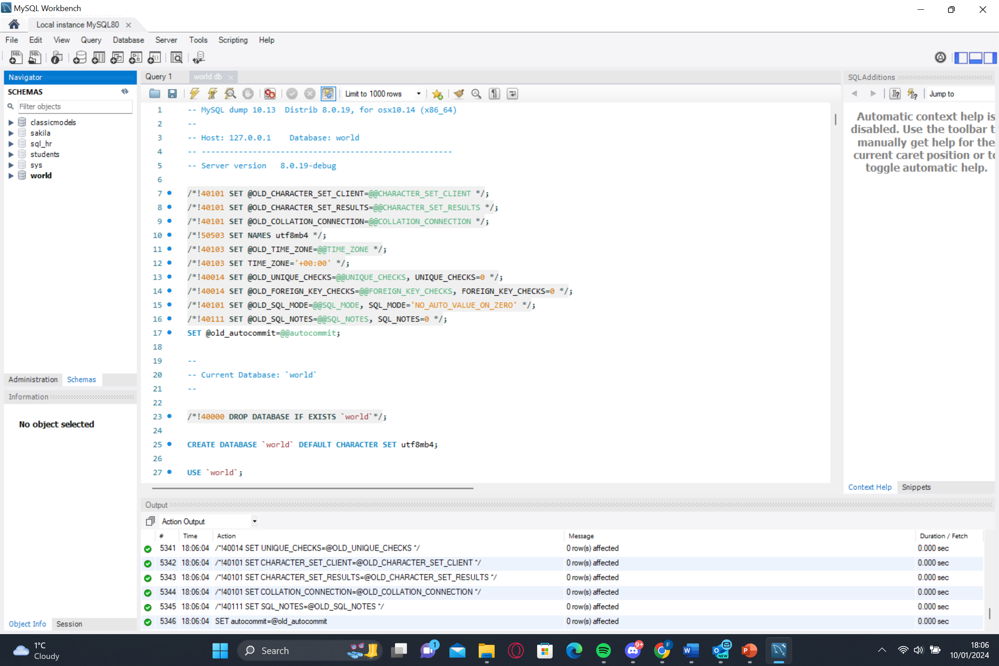 MySQL Workbench
Local instance MySQL80
File Edit View Query Database Server Tools Scripting Help
Navigator
SCHEMAS
Filter objects
classicmodels
sakila
sql_hr
students
sys
world
Administration Schemas
Information
No object selected
Object Info Session
Query 1 world db
Limit to 1000 rows
1 -- MySQL dump 10.13  Distrib 8.0.19, for osx10.14 (x86_64)
2 --
3 -- Host: 127.0.0.1    Database: world
4 -- ------------------------------------------------------
5 -- Server version   8.0.19-debug
6
7 /*!40101 SET @OLD_CHARACTER_SET_CLIENT=@@CHARACTER_SET_CLIENT */;
8 /*!40101 SET @OLD_CHARACTER_SET_RESULTS=@@CHARACTER_SET_RESULTS */;
9 /*!40101 SET @OLD_COLLATION_CONNECTION=@@COLLATION_CONNECTION */;
10 /*!50503 SET NAMES utf8mb4 */;
11 /*!40103 SET @OLD_TIME_ZONE=@@TIME_ZONE */;
12 /*!40103 SET TIME_ZONE='+00:00' */;
13 /*!40014 SET @OLD_UNIQUE_CHECKS=@@UNIQUE_CHECKS, UNIQUE_CHECKS=0 */;
14 /*!40014 SET @OLD_FOREIGN_KEY_CHECKS=@@FOREIGN_KEY_CHECKS, FOREIGN_KEY_CHECKS=0 */;
15 /*!40101 SET @OLD_SQL_MODE=@@SQL_MODE, SQL_MODE='NO_AUTO_VALUE_ON_ZERO' */;
16 /*!40111 SET @OLD_SQL_NOTES=@@SQL_NOTES, SQL_NOTES=0 */;
17 SET @old_autocommit=@@autocommit;
18
19 --
20 -- Current Database: `world`
21 --
22
23 /*!40000 DROP DATABASE IF EXISTS `world`*/;
24
25 CREATE DATABASE `world` DEFAULT CHARACTER SET utf8mb4;
26
27 USE `world`;
SQLAdditions
Jump to
Automatic context help is
disabled. Use the toolbar t
manually get help for the
current caret position or to
toggle automatic help.
Context Help Snippets
Output
Action Output
# Time Action Message Duration / Fetch
5341 18:06:04 /*!40014 SET UNIQUE_CHECKS=@OLD_UNIQUE_CHECKS */ 0 row(s) affected 0.000 sec
5342 18:06:04 /*!40101 SET CHARACTER_SET_CLIENT=@OLD_CHARACTER_SET_CLIENT */ 0 row(s) affected 0.000 sec
5343 18:06:04 /*!40101 SET CHARACTER_SET_RESULTS=@OLD_CHARACTER_SET_RESULTS */ 0 row(s) affected 0.000 sec
5344 18:06:04 /*!40101 SET COLLATION_CONNECTION=@OLD_COLLATION_CONNECTION */ 0 row(s) affected 0.000 sec
5345 18:06:04 /*!40111 SET SQL_NOTES=@OLD_SQL_NOTES */ 0 row(s) affected 0.000 sec
5346 18:06:04 SET autocommit=@old_autocommit 0 row(s) affected 0.000 sec
1°C
Cloudy
Search
1
9+
F
W
O
NEW
P
18:06
10/01/2024